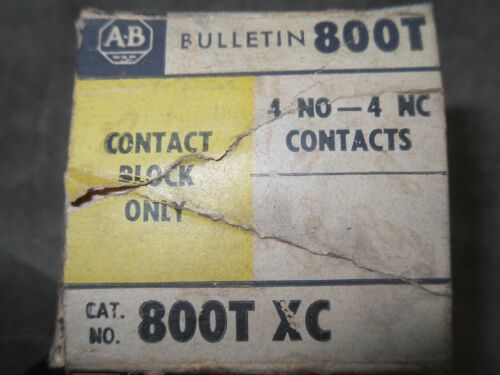 A-B BULLETIN 800T
4 NO — 4 NC
CONTACTS
CONTACT
BLOCK
ONLY
CAT.
NO. 800T XC